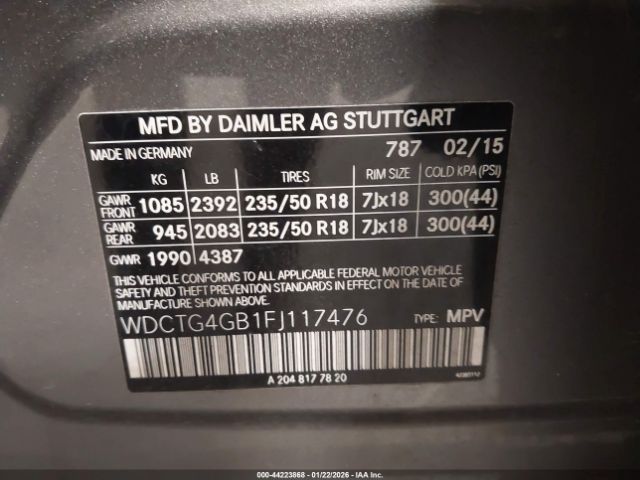 MFD BY DAIMLER AG STUTTGART
MADE IN GERMANY 787 02/15
KG LB TIRES RIM SIZE COLD KPA(PSI)
GAWR FRONT 1085 2392 235/50 R18 7Jx18 300(44)
GAWR REAR 945 2083 235/50 R18 7Jx18 300(44)
GVWR 1990 4387
THIS VEHICLE CONFORMS TO ALL APPLICABLE FEDERAL MOTOR VEHICLE
SAFETY AND THEFT PREVENTION STANDARDS IN EFFECT ON THE DATE OF
MANUFACTURE SHOWN ABOVE.
WDCTG4GB1FJ117476 TYPE: MPV
A 204 817 78 20
000-44223868 - 01/22/2026 - Copyright IAA, Inc.